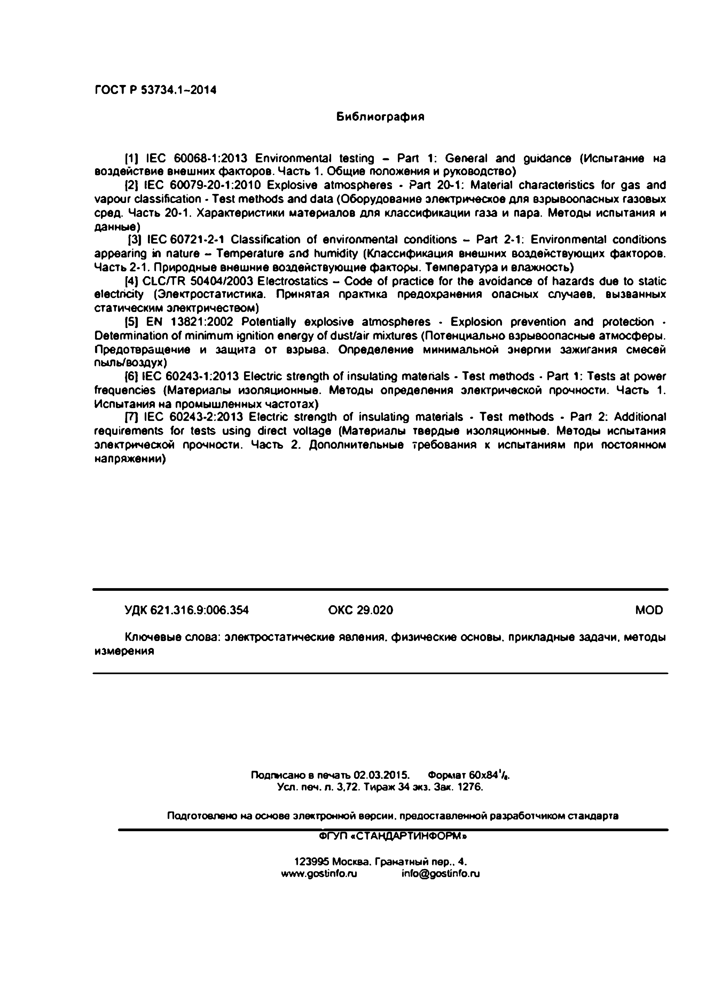 ГОСТ Р 53734.1–2014
Библиография
[1] IEC 60068-1:2013 Environmental testing – Part 1: General and guidance (Испытание на
воздействие внешних факторов. Часть 1. Общие положения и руководство)
[2] IEC 60079-20-1:2010 Explosive atmospheres - Part 20-1: Material characteristics for gas and
vapour classification - Test methods and data (Оборудование электрическое для взрывоопасных газовых
сред. Часть 20-1. Характеристики материалов для классификации газа и пара. Методы испытания и
данные)
[3] IEC 60721-2-1 Classification of environmental conditions – Part 2-1: Environmental conditions
appearing in nature – Temperature and humidity (Классификация внешних воздействующих факторов.
Часть 2-1. Природные внешние воздействующие факторы. Температура и влажность)
[4] CLC/TR 50404/2003 Electrostatics – Code of practice for the avoidance of hazards due to static
electricity (Электростатистика. Принятая практика предохранения опасных случаев, вызванных
статическим электричеством)
[5] EN 13821:2002 Potentially explosive atmospheres - Explosion prevention and protection -
Determination of minimum ignition energy of dust/air mixtures (Потенциально взрывоопасные атмосферы.
Предотвращение и защита от взрыва. Определение минимальной энергии зажигания смесей
пыль/воздух)
[6] IEC 60243-1:2013 Electric strength of insulating materials - Test methods - Part 1: Tests at power
frequencies (Материалы изоляционные. Методы определения электрической прочности. Часть 1.
Испытания на промышленных частотах)
[7] IEC 60243-2:2013 Electric strength of insulating materials - Test methods - Part 2: Additional
requirements for tests using direct voltage (Материалы твердые изоляционные. Методы испытания
электрической прочности. Часть 2. Дополнительные требования к испытаниям при постоянном
напряжении)
УДК 621.316.9:006.354 ОКС 29.020 MOD
Ключевые слова: электростатические явления, физические основы, прикладные задачи, методы
измерения
Подписано в печать 02.03.2015. Формат 60x84 1/8.
Усл. печ. л. 3,72. Тираж 34 экз. Зак. 1276.
Подготовлено на основе электронной версии, предоставленной разработчиком стандарта
ФГУП «СТАНДАРТИНФОРМ»
123995 Москва, Гранатный пер., 4.
www.gostinfo.ru info@gostinfo.ru